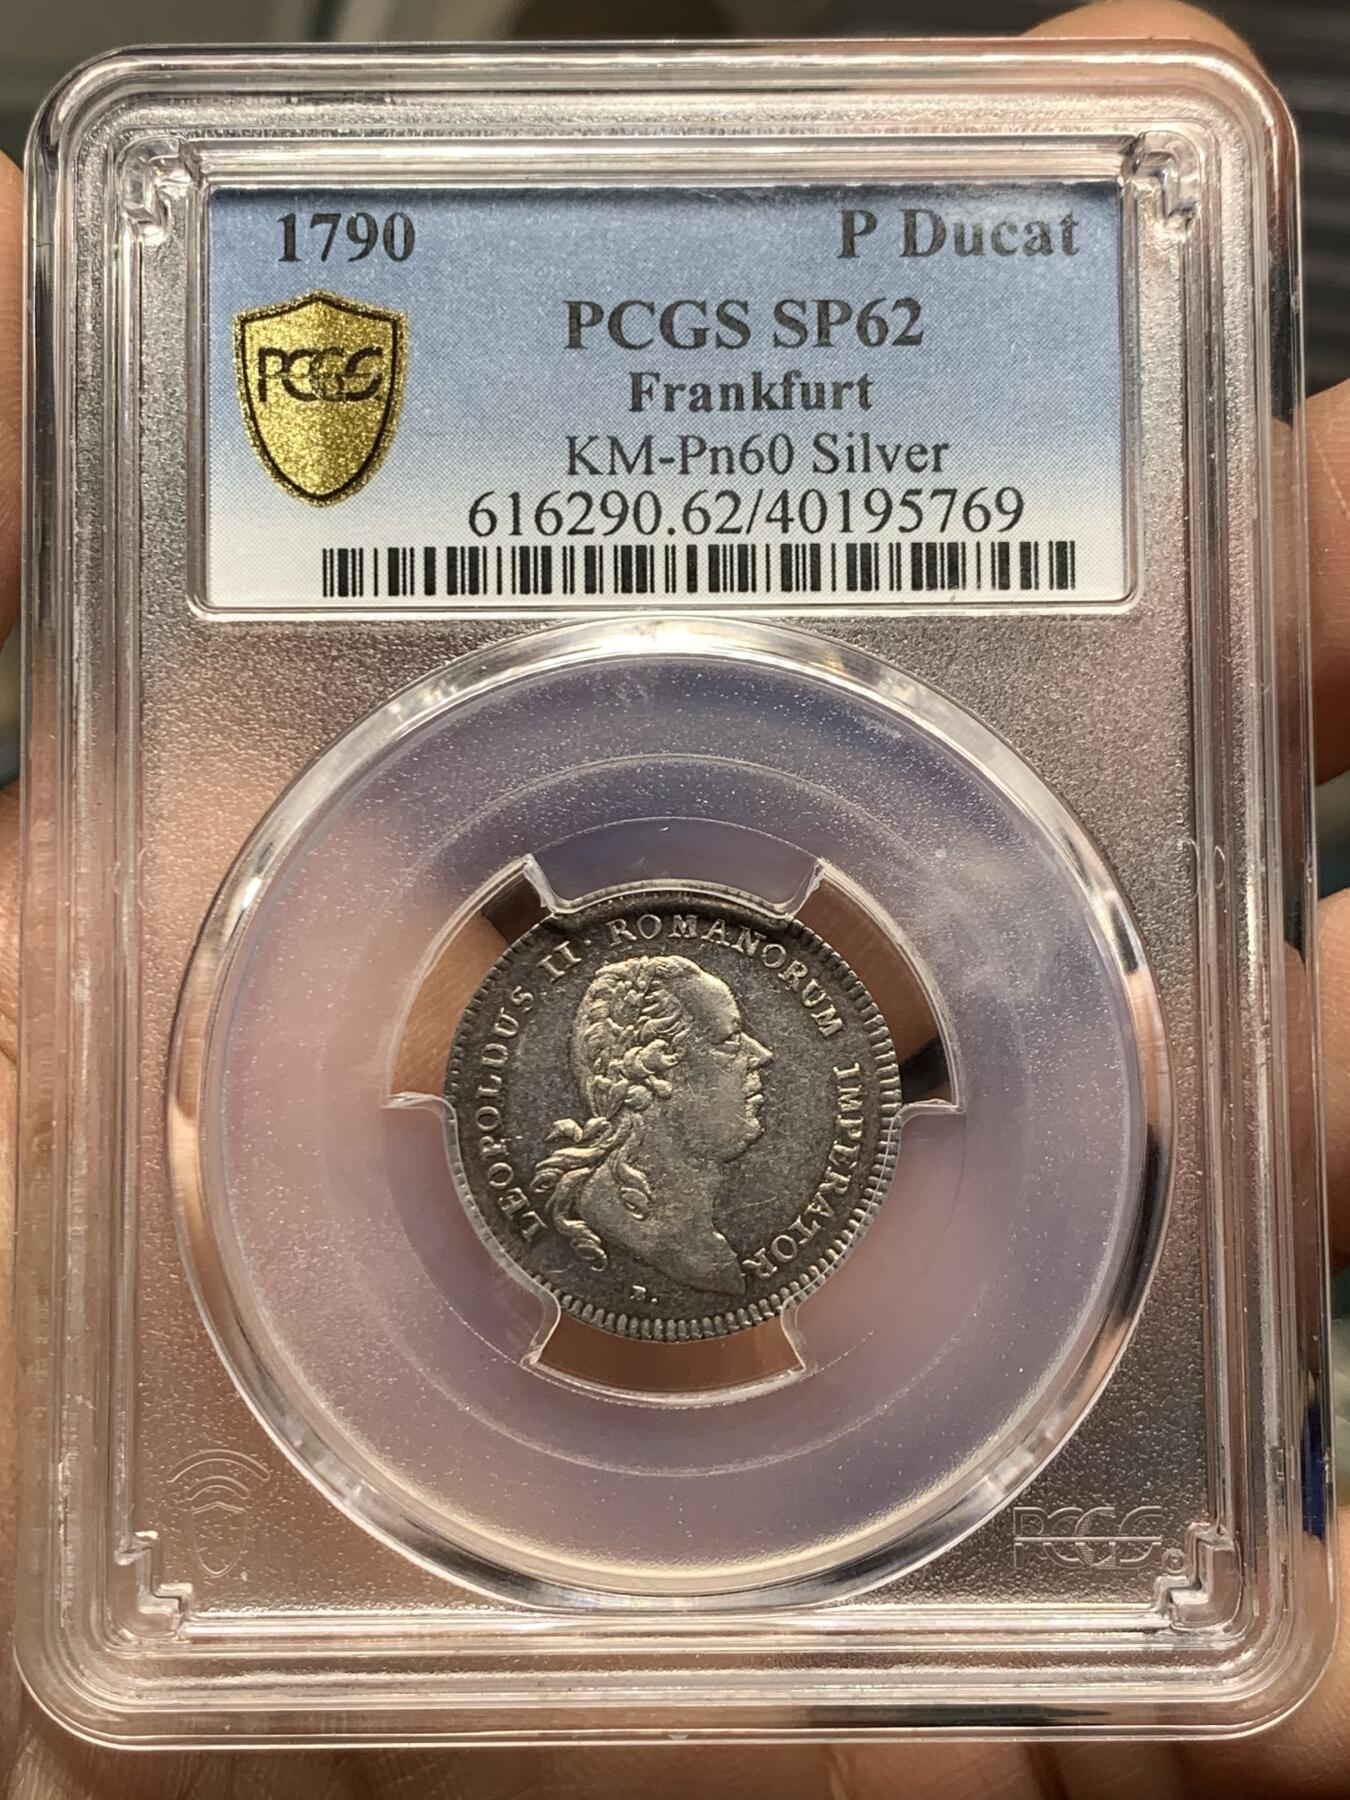 1790 P Ducat
PCGS
PCGS SP62
Frankfurt
KM-Pn60 Silver
616290.62/40195769
LEOPOLDUS II · ROMANORUM IMPERATOR
PCGS